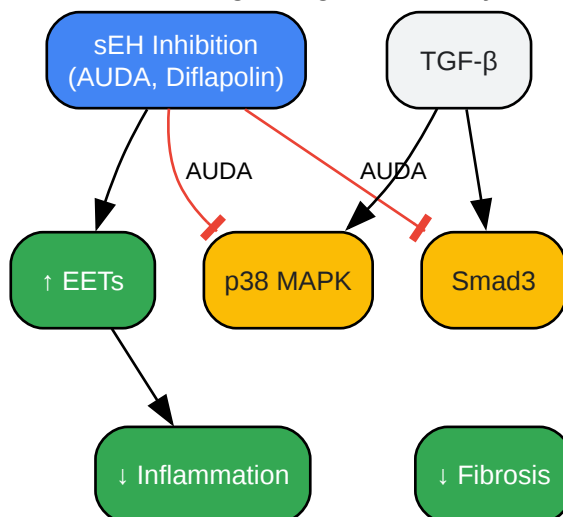 sEH Inhibition
(AUDA, Diflapolin)
TGF-β
AUDA
AUDA
↑ EETs
p38 MAPK
Smad3
↓ Inflammation
↓ Fibrosis